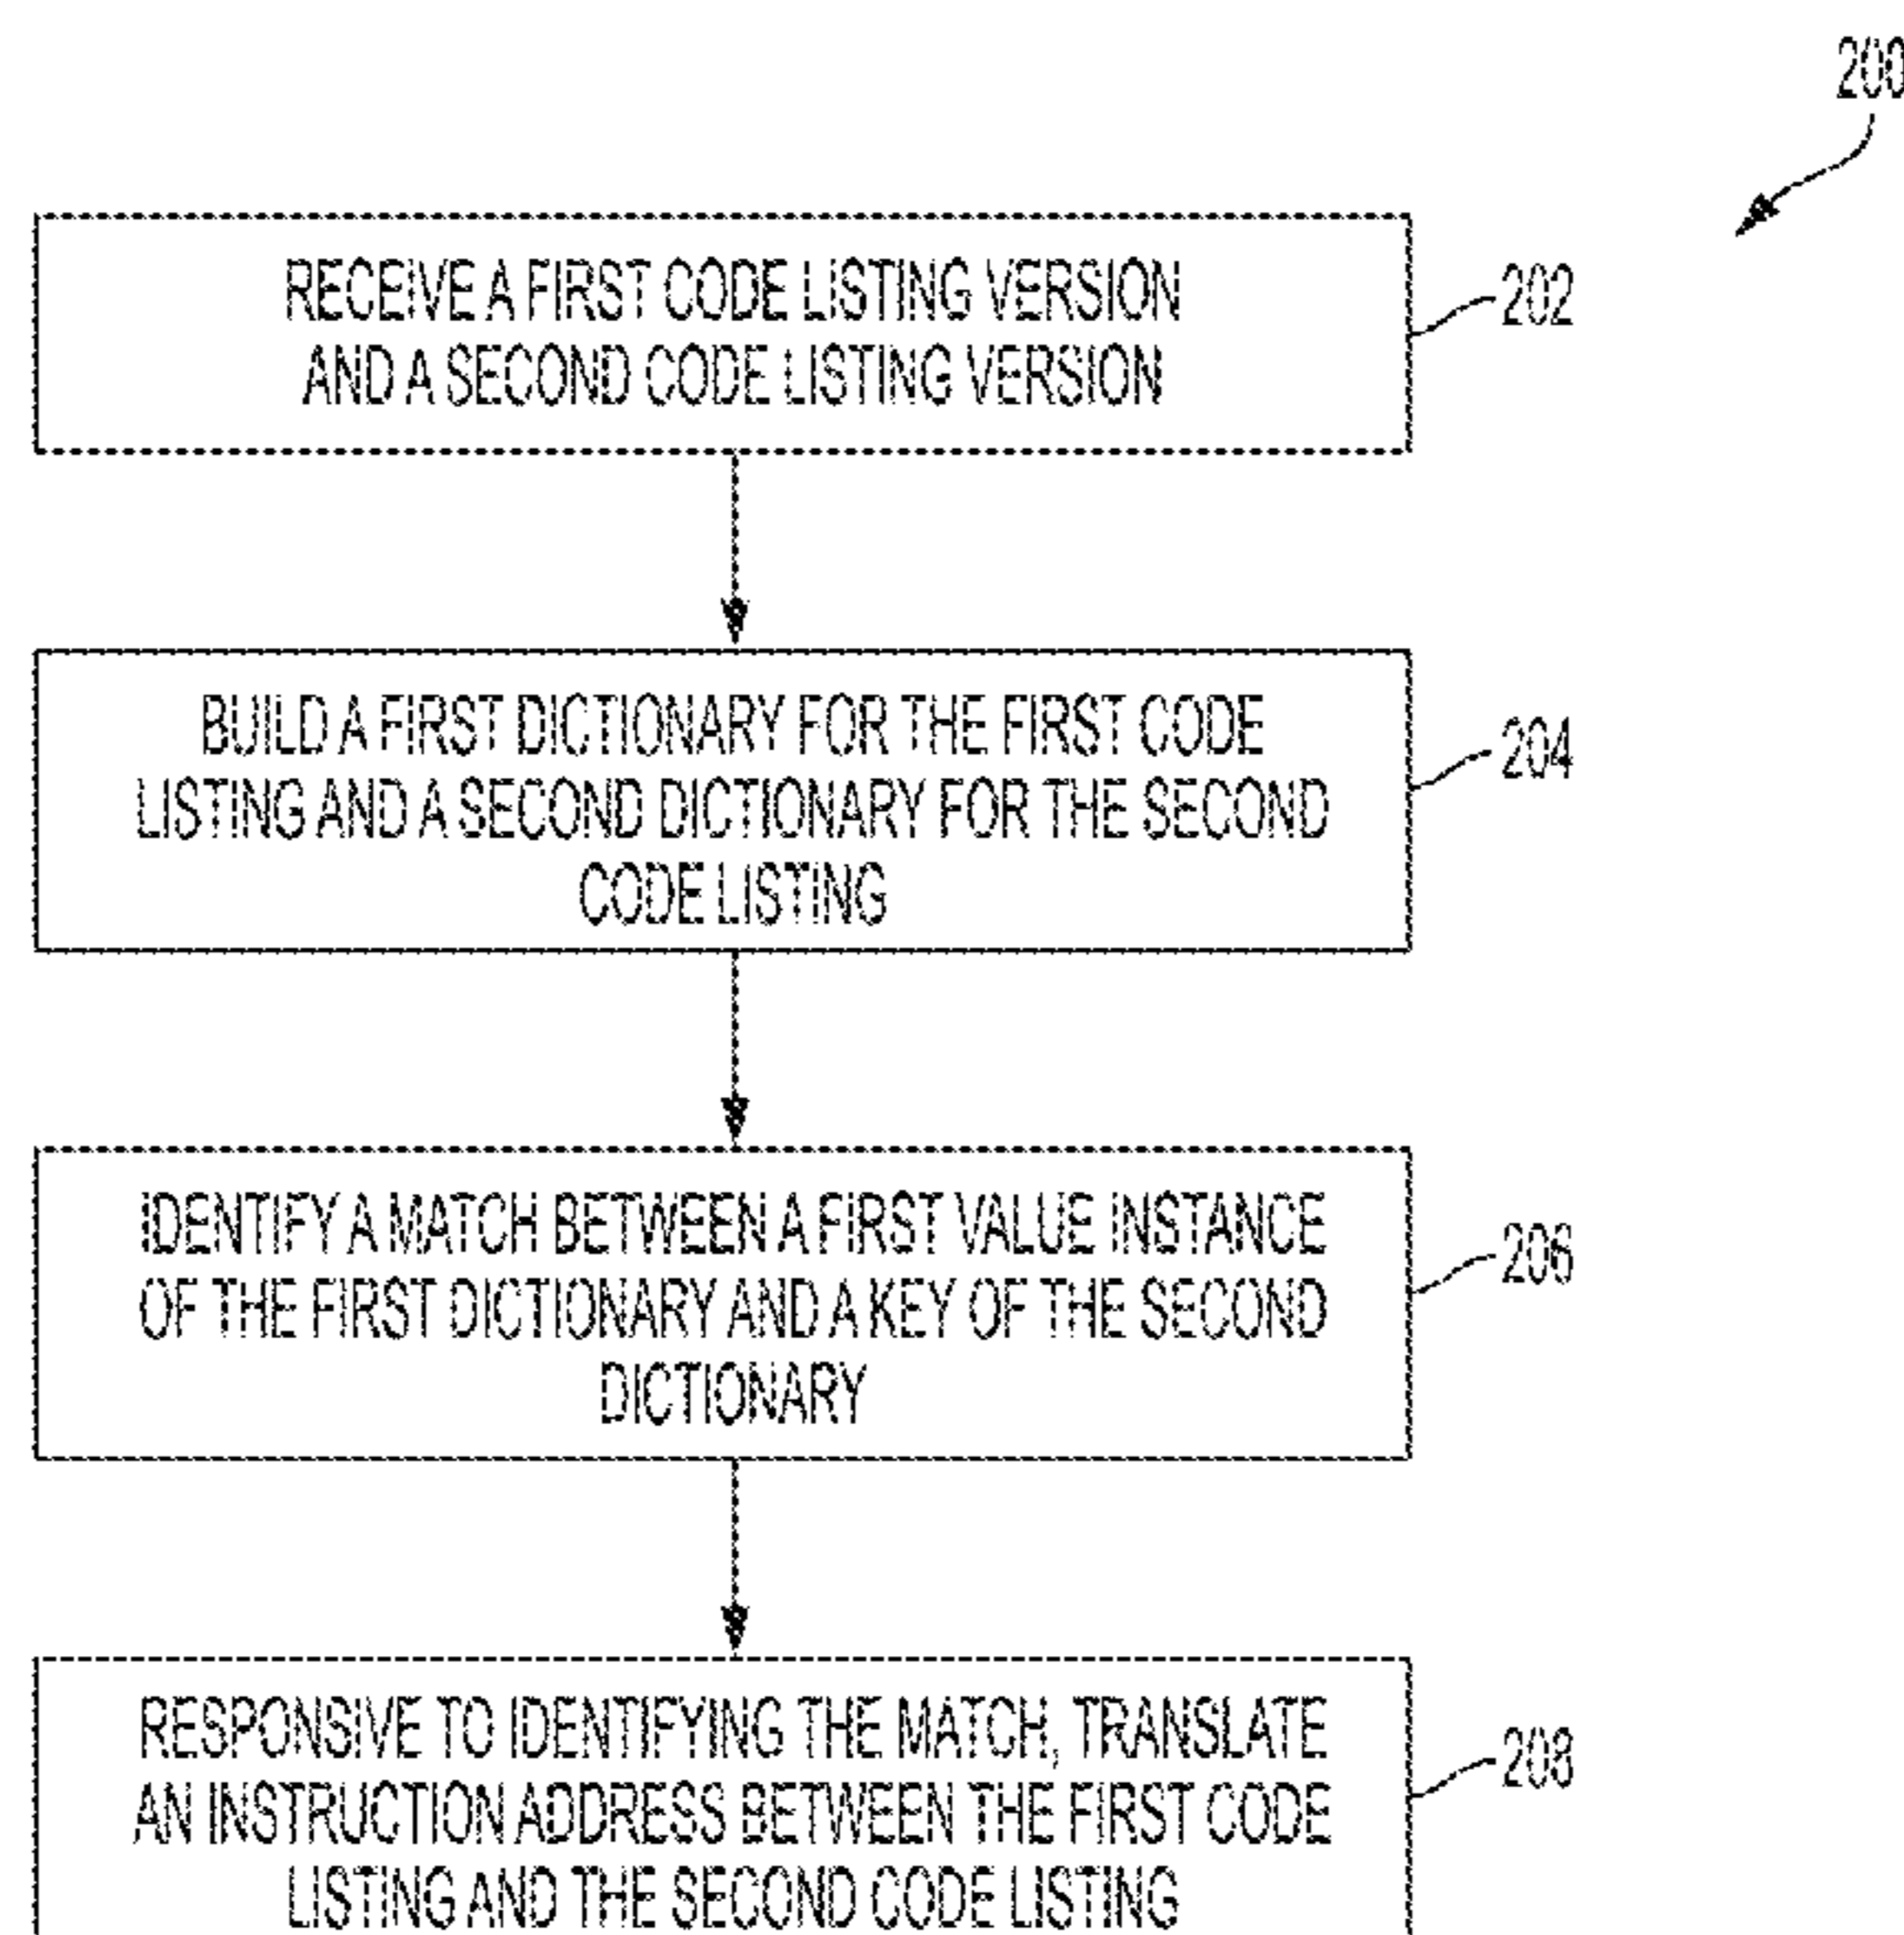 200
RECEIVE A FIRST CODE LISTING VERSION
AND A SECOND CODE LISTING VERSION
202
BUILD A FIRST DICTIONARY FOR THE FIRST CODE
LISTING AND A SECOND DICTIONARY FOR THE SECOND
CODE LISTING
204
IDENTIFY A MATCH BETWEEN A FIRST VALUE INSTANCE
OF THE FIRST DICTIONARY AND A KEY OF THE SECOND
DICTIONARY
206
RESPONSIVE TO IDENTIFYING THE MATCH, TRANSLATE
AN INSTRUCTION ADDRESS BETWEEN THE FIRST CODE
LISTING AND THE SECOND CODE LISTING
208